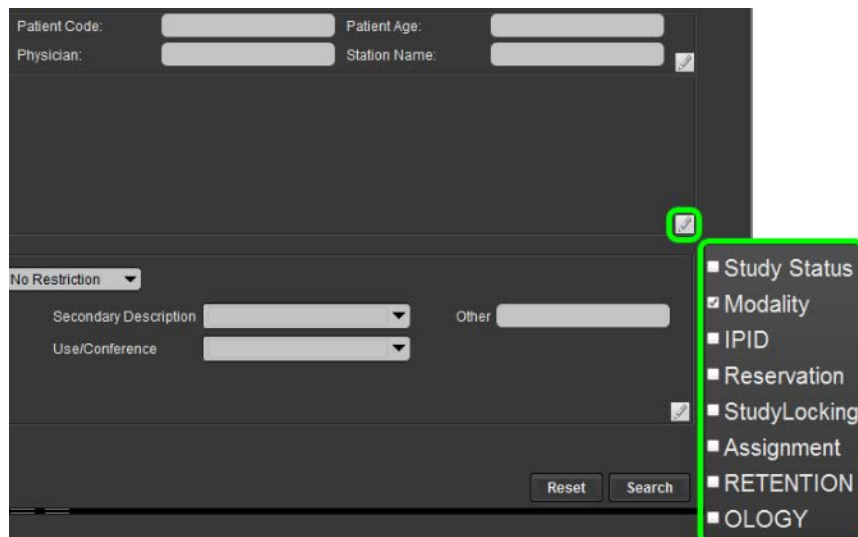 Patient Code: Patient Age:
Physician: Station Name:
No Restriction
Secondary Description Other
Use/Conference
Reset Search
Study Status
Modality
IPID
Reservation
StudyLocking
Assignment
RETENTION
OLOGY